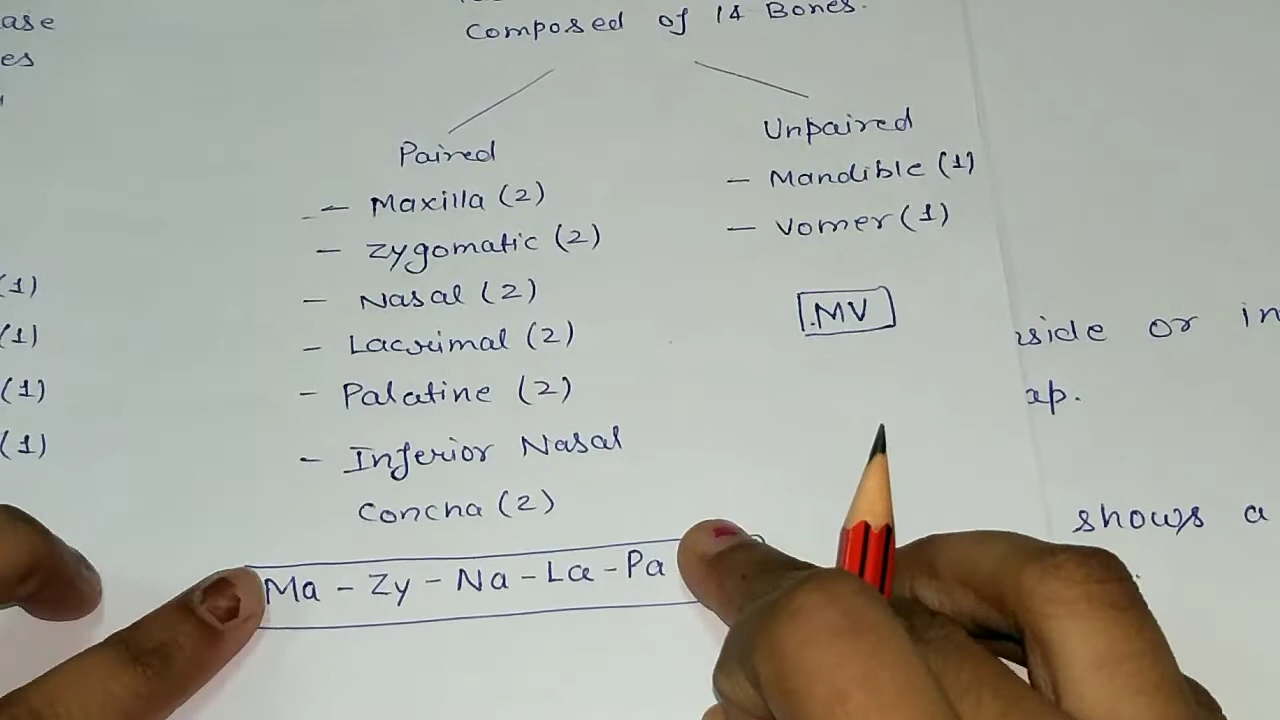 ase
es
composed of 14 Bones.
Paired
- Maxilla (2)
- Zygomatic (2)
- Nasal (2)
- Lacrimal (2)
- Palatine (2)
- Inferior Nasal
Concha (2)
Ma - Zy - Na - La - Pa
Unpaired
- Mandible (1)
- Vomer (1)
MV
(1)
(1)
(1)
(1)
side or in
ap.
shows a